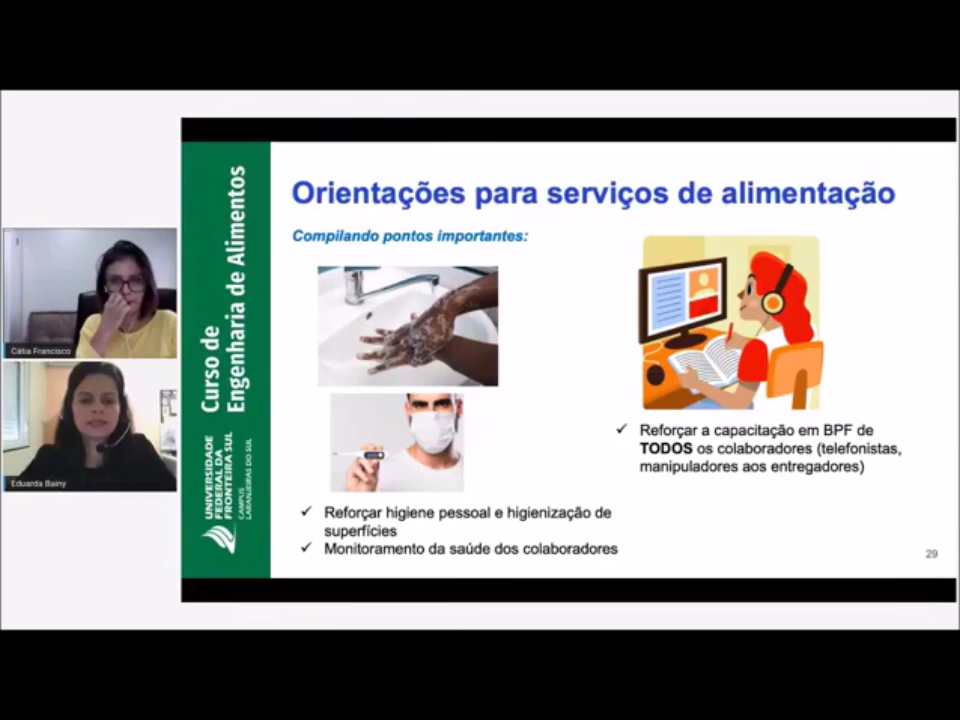 Orientações para serviços de alimentação
Compilando pontos importantes:
Cátia Francisco
Eduarda Bainy
Curso de
Engenharia de Alimentos
UNIVERSIDADE
FEDERAL DA
FRONTEIRA SUL
CAMPUS
LARANJEIRAS DO SUL
✓ Reforçar a capacitação em BPF de
TODOS os colaboradores (telefonistas,
manipuladores aos entregadores)
✓ Reforçar higiene pessoal e higienização de
superfícies
✓ Monitoramento da saúde dos colaboradores
29